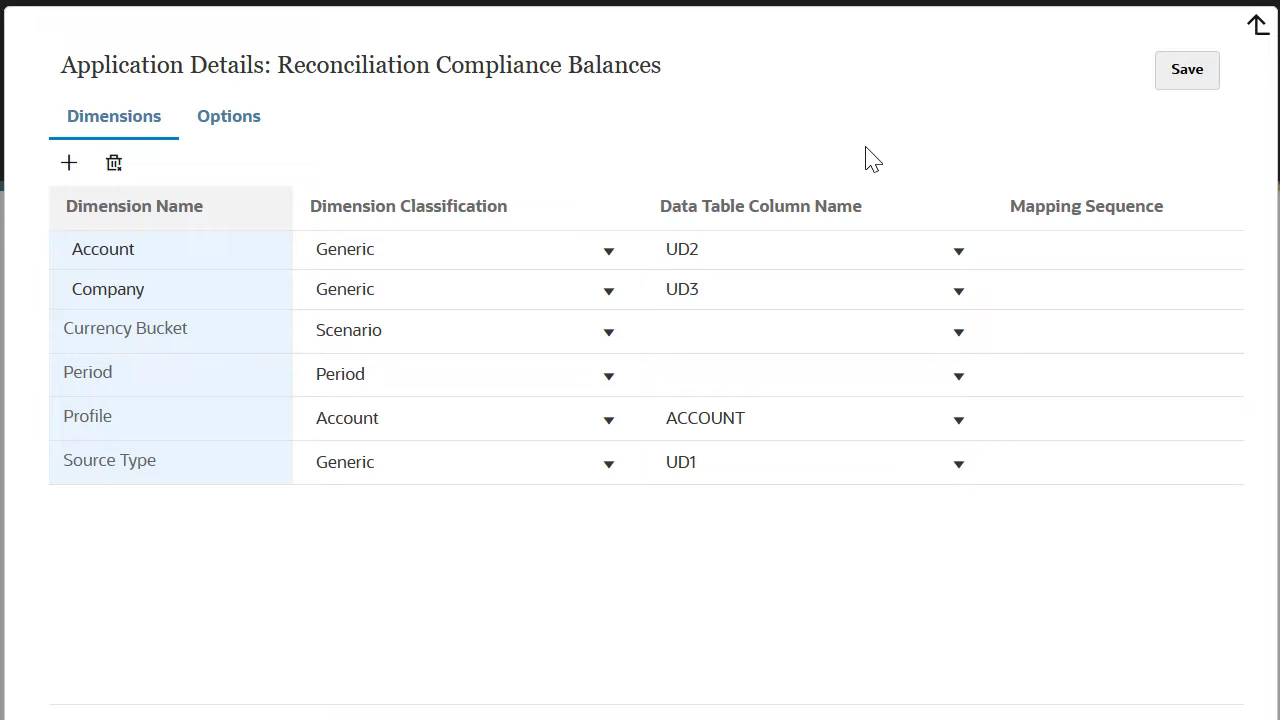 Application Details: Reconciliation Compliance Balances
Save
Dimensions Options
Dimension Name Dimension Classification Data Table Column Name Mapping Sequence
Account Generic UD2
Company Generic UD3
Currency Bucket Scenario
Period Period
Profile Account ACCOUNT
Source Type Generic UD1